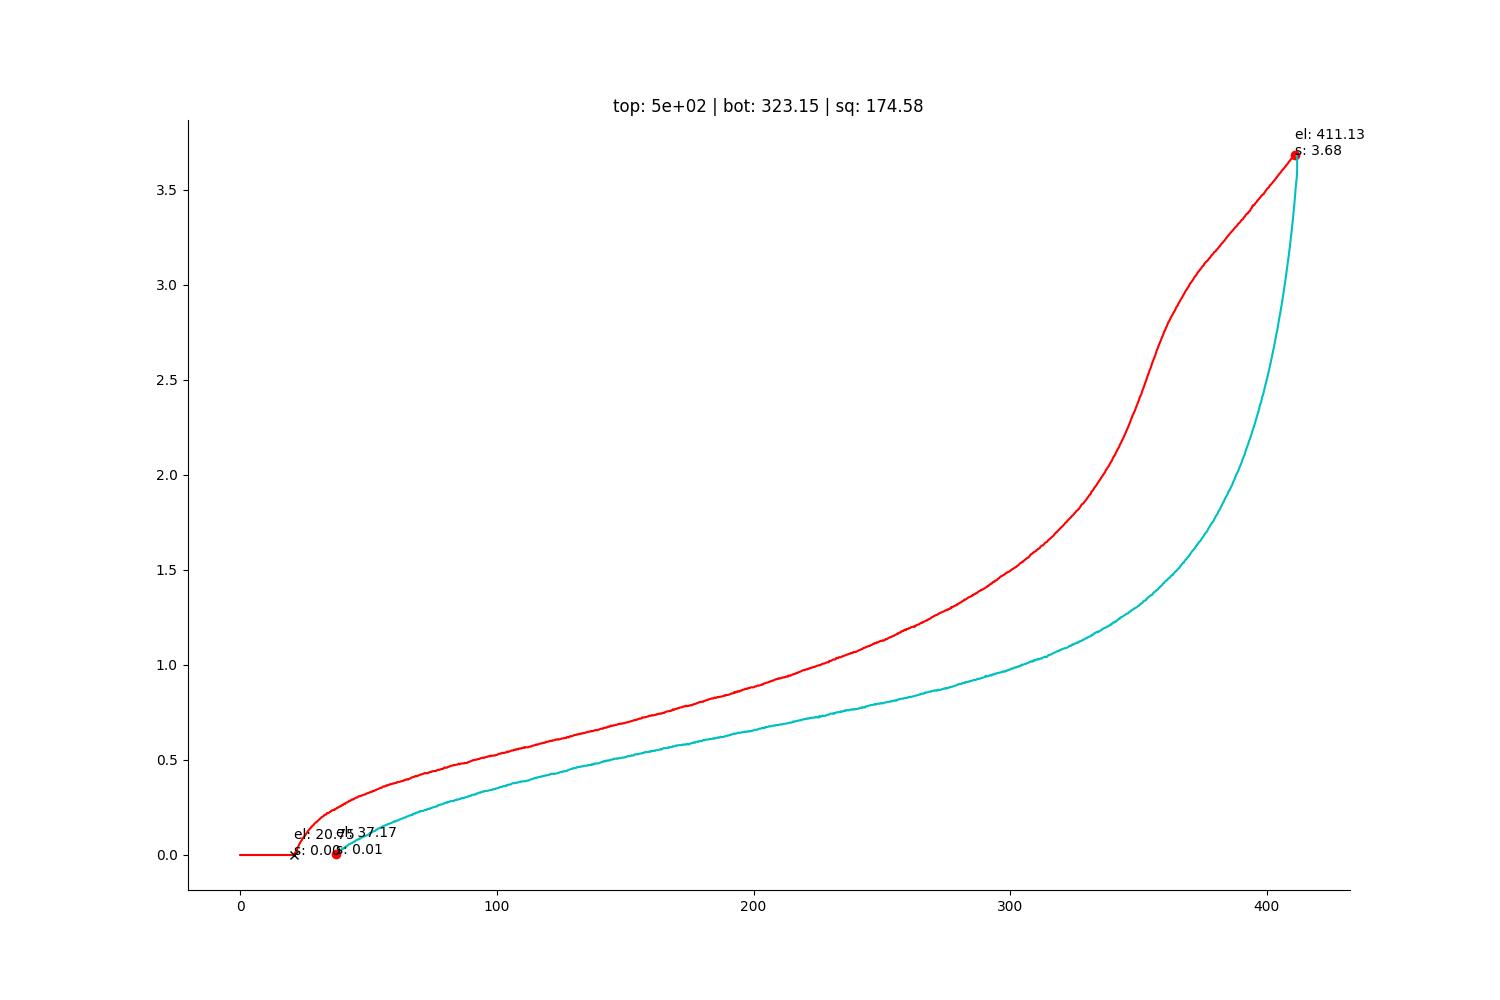 top: 5e+02 | bot: 323.15 | sq: 174.58
el: 411.13
s: 3.68
3.5
3.0
2.5
2.0
1.5
1.0
0.5
0.0
el: 20.75
s: 0.00
el: 37.17
s: 0.01
0 100 200 300 400